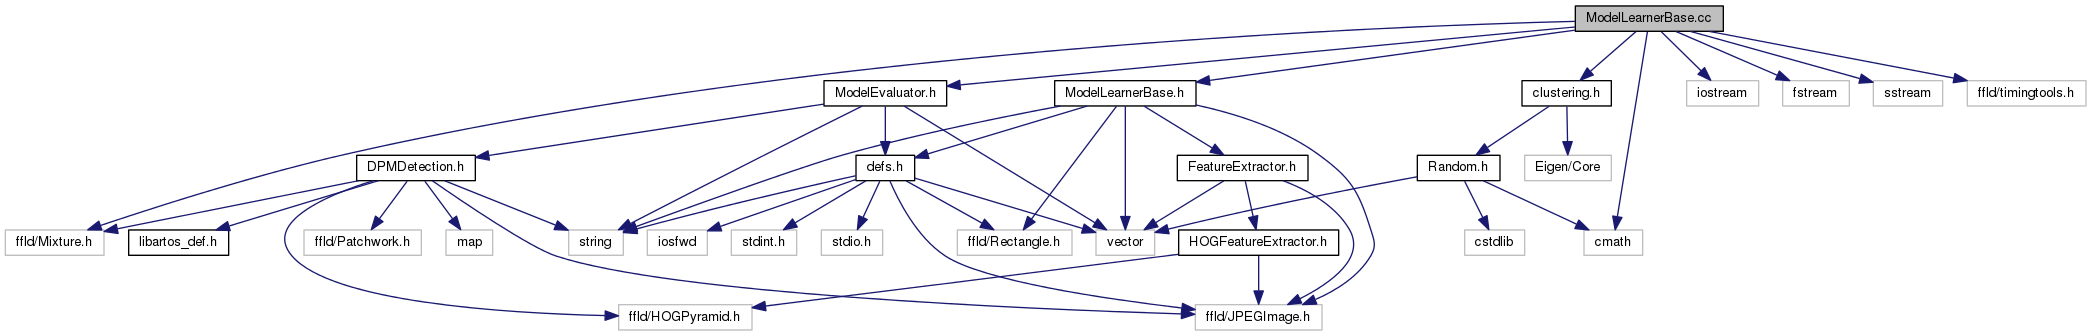 ModelLearnerBase.cc
ModelEvaluator.h
ModelLearnerBase.h
clustering.h
iostream
fstream
sstream
ffld/timingtools.h
DPMDetection.h
defs.h
FeatureExtractor.h
Random.h
Eigen/Core
ffld/Mixture.h
libartos_def.h
ffld/Patchwork.h
map
string
iosfwd
stdint.h
stdio.h
ffld/Rectangle.h
vector
HOGFeatureExtractor.h
cstdlib
cmath
ffld/HOGPyramid.h
ffld/JPEGImage.h